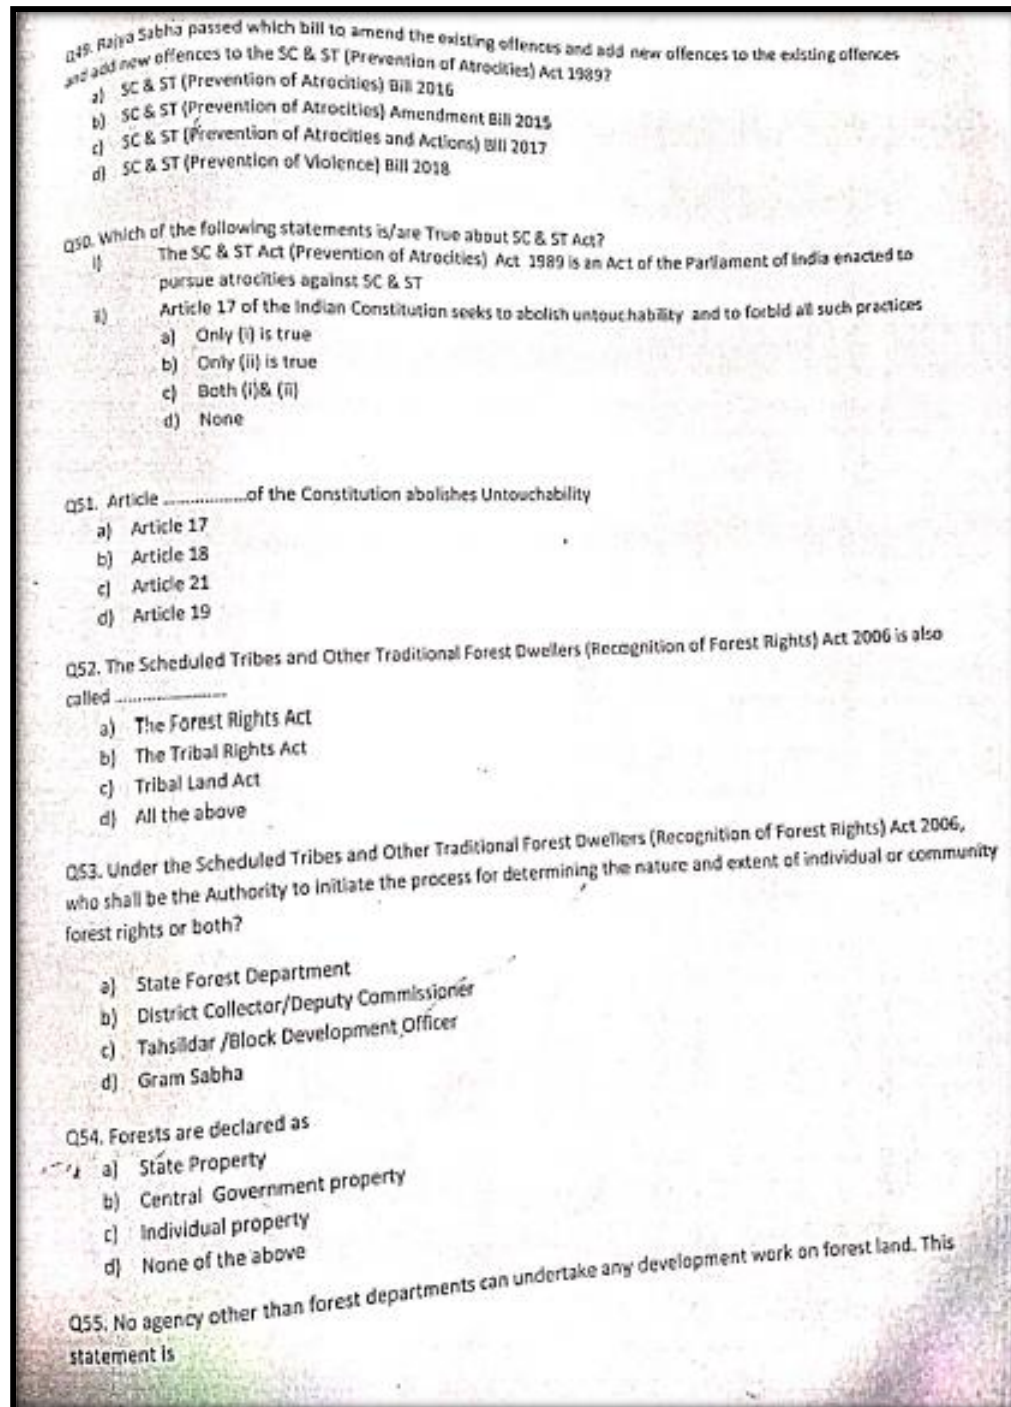 Q49. Rajya Sabha passed which bill to amend the existing offences and add new offences to the existing offences
and add new offences to the SC & ST (Prevention of Atrocities) Act 1989?
a) SC & ST (Prevention of Atrocities) Bill 2016
b) SC & ST (Prevention of Atrocities) Amendment Bill 2015
c) SC & ST (Prevention of Atrocities and Actions) Bill 2017
d) SC & ST (Prevention of Violence) Bill 2018
Q50. Which of the following statements is/are True about SC & ST Act?
i) The SC & ST Act (Prevention of Atrocities) Act 1989 is an Act of the Parliament of India enacted to
pursue atrocities against SC & ST
ii) Article 17 of the Indian Constitution seeks to abolish untouchability and to forbid all such practices
a) Only (i) is true
b) Only (ii) is true
c) Both (i)& (ii)
d) None
Q51. Article ................of the Constitution abolishes Untouchability
a) Article 17
b) Article 18
c) Article 21
d) Article 19
Q52. The Scheduled Tribes and Other Traditional Forest Dwellers (Recognition of Forest Rights) Act 2006 is also
called ......................
a) The Forest Rights Act
b) The Tribal Rights Act
c) Tribal Land Act
d) All the above
Q53. Under the Scheduled Tribes and Other Traditional Forest Dwellers (Recognition of Forest Rights) Act 2006,
who shall be the Authority to initiate the process for determining the nature and extent of individual or community
forest rights or both?
a) State Forest Department
b) District Collector/Deputy Commissioner
c) Tahsildar /Block Development Officer
d) Gram Sabha
Q54. Forests are declared as
a) State Property
b) Central Government property
c) Individual property
d) None of the above
Q55. No agency other than forest departments can undertake any development work on forest land. This
statement is